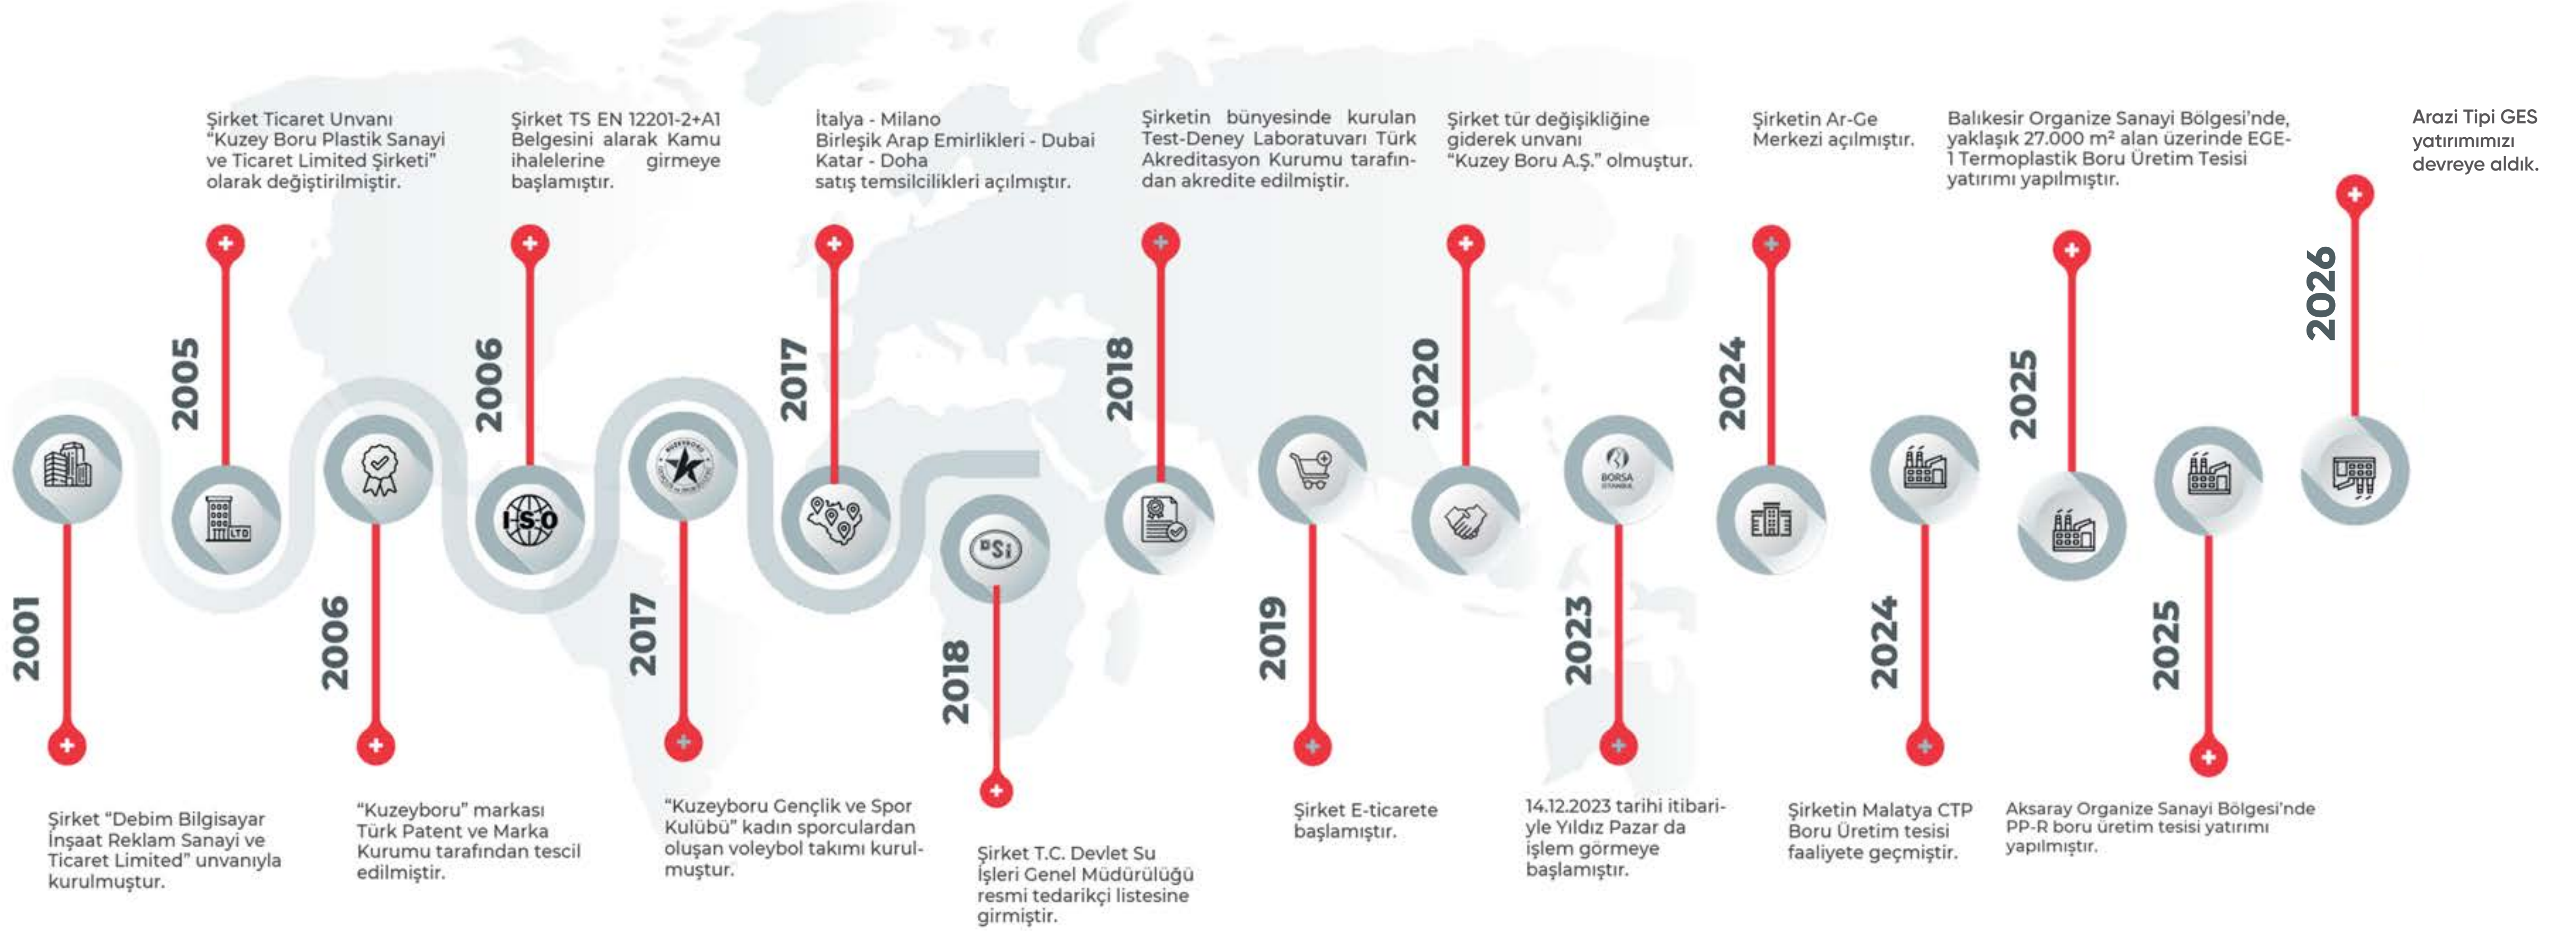 2001
Şirket “Debim Bilgisayar
İnşaat Reklam Sanayi ve
Ticaret Limited” unvanıyla
kurulmuştur.
Şirket Ticaret Unvanı
“Kuzey Boru Plastik Sanayi
ve Ticaret Limited Şirketi”
olarak değiştirilmiştir.
2005
LTD
2006
“Kuzeyboru” markası
Türk Patent ve Marka
Kurumu tarafından tescil
edilmiştir.
Şirket TS EN 12201-2+A1
Belgesini alarak Kamu
ihalelerine girmeye
başlamıştır.
2006
ISO
KUZEYBORU
2017
“Kuzeyboru Gençlik ve Spor
Kulübü” kadın sporculardan
oluşan voleybol takımı kurul-
muştur.
İtalya - Milano
Birleşik Arap Emirlikleri - Dubai
Katar - Doha
satış temsilcilikleri açılmıştır.
2017
DSi
2018
Şirket T.C. Devlet Su
İşleri Genel Müdürülüğü
resmi tedarikçi listesine
girmiştir.
Şirketin bünyesinde kurulan
Test-Deney Laboratuvarı Türk
Akreditasyon Kurumu tarafın-
dan akredite edilmiştir.
2018
2019
Şirket E-ticarete
başlamıştır.
Şirket tür değişikliğine
giderek unvanı
“Kuzey Boru A.Ş.” olmuştur.
2020
BORSA
İSTANBUL
2023
14.12.2023 tarihi itibari-
yle Yıldız Pazar da
işlem görmeye
başlamıştır.
Şirketin Ar-Ge
Merkezi açılmıştır.
2024
2024
Şirketin Malatya CTP
Boru Üretim tesisi
faaliyete geçmiştir.
Balıkesir Organize Sanayi Bölgesi’nde,
yaklaşık 27.000 m² alan üzerinde EGE-
1 Termoplastik Boru Üretim Tesisi
yatırımı yapılmıştır.
2025
2025
Aksaray Organize Sanayi Bölgesi’nde
PP-R boru üretim tesisi yatırımı
yapılmıştır.
Arazi Tipi GES
yatırımımızı
devreye aldık.
2026